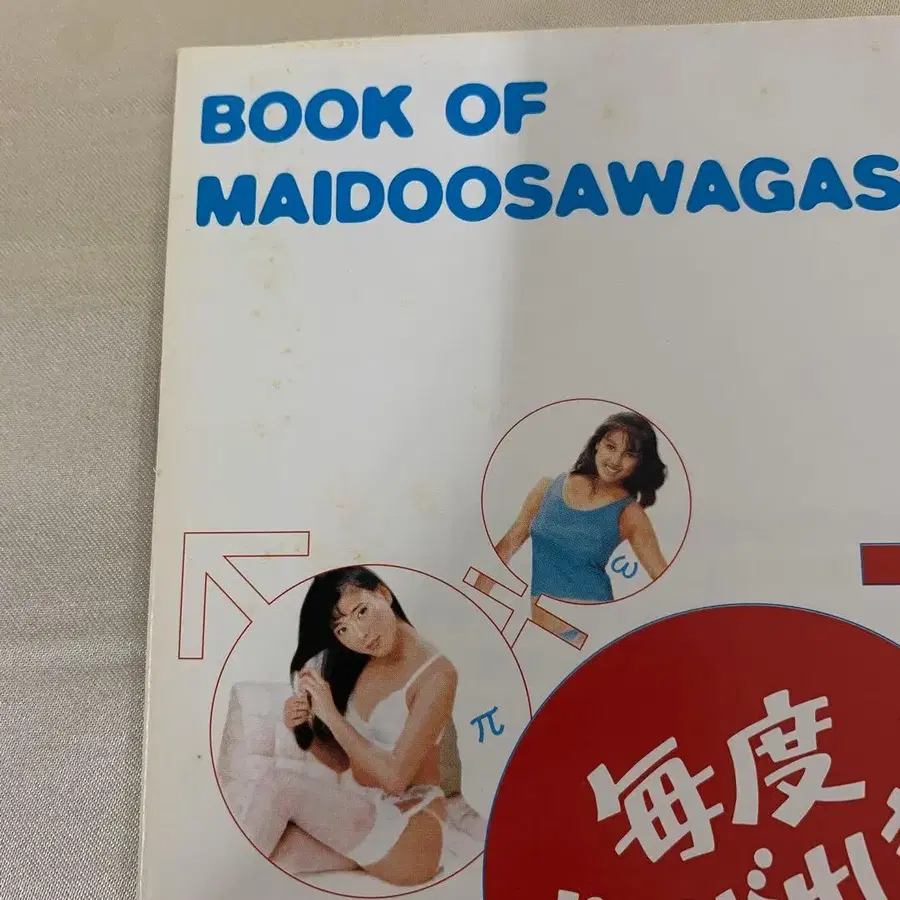 BOOK OF
MAIDOOSAWAGAS
ω
π
毎度